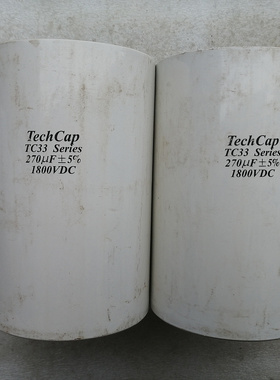 TechCap
TC33 Series
270µF±5%
1800VDC
TechCap
TC33 Series
270µF±5%
1800VDC